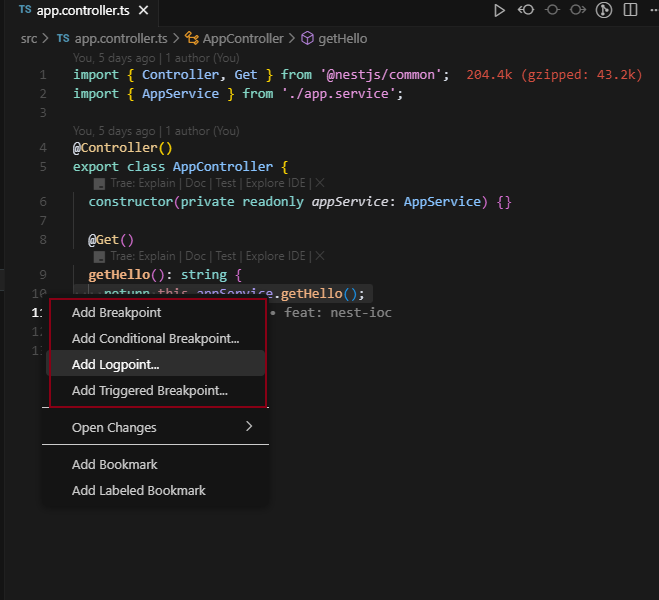 TS app.controller.ts
src > TS app.controller.ts > AppController > getHello
You, 5 days ago | 1 author (You)
1 import { Controller, Get } from '@nestjs/common'; 204.4k (gzipped: 43.2k)
2 import { AppService } from './app.service';
3
You, 5 days ago | 1 author (You)
4 @Controller()
5 export class AppController {
Trae: Explain | Doc | Test | Explore IDE | X
6 constructor(private readonly appService: AppService) {}
7
8 @Get()
Trae: Explain | Doc | Test | Explore IDE | X
9 getHello(): string {
10 return this.appService.getHello();
11 • feat: nest-ioc
Add Breakpoint
Add Conditional Breakpoint...
Add Logpoint...
Add Triggered Breakpoint...
Open Changes >
Add Bookmark
Add Labeled Bookmark